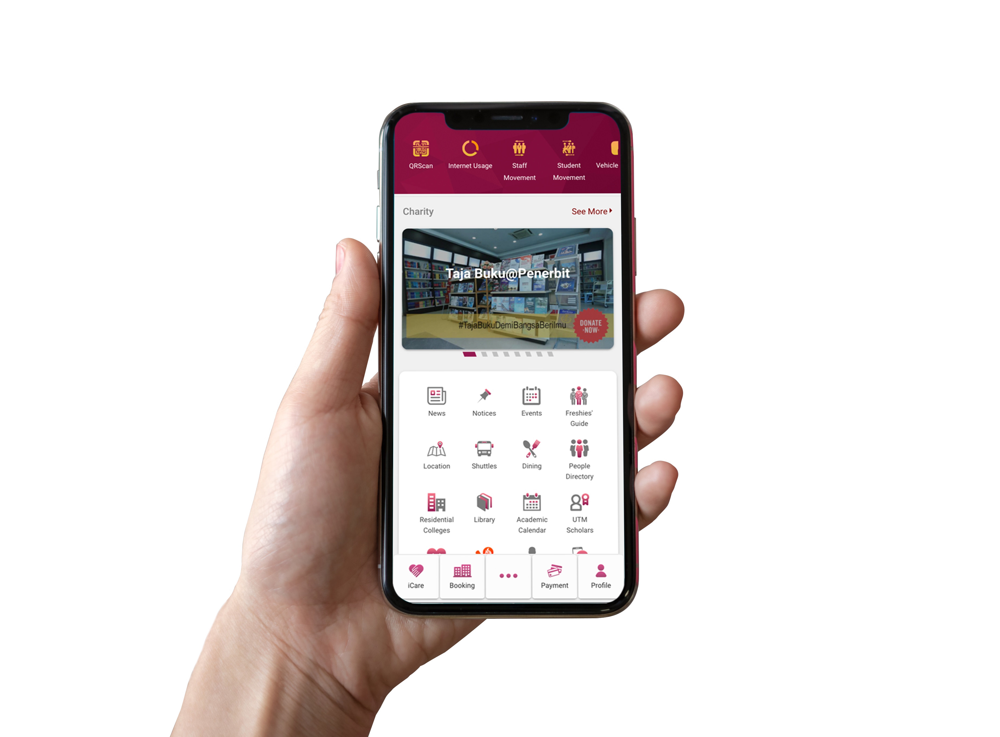 QRScan
Internet Usage
Staff
Movement
Student
Movement
Vehicle
Charity
See More
Taja Buku@Penerbit
#TajaBukuDemiBangsaBerilmu
DONATE
NOW
News
Notices
Events
Freshies'
Guide
Location
Shuttles
Dining
People
Directory
Residential
Colleges
Library
Academic
Calendar
UTM
Scholars
iCare
Booking
Payment
Profile